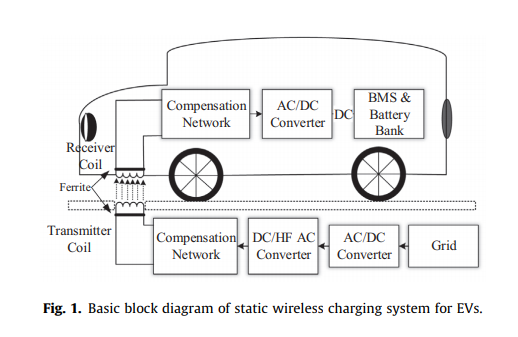 Compensation
Network
AC/DC
Converter
DC
BMS &
Battery
Bank
Receiver
Coil
Ferrite
Transmitter
Coil
Compensation
Network
DC/HF AC
Converter
AC/DC
Converter
Grid
Fig. 1. Basic block diagram of static wireless charging system for EVs.